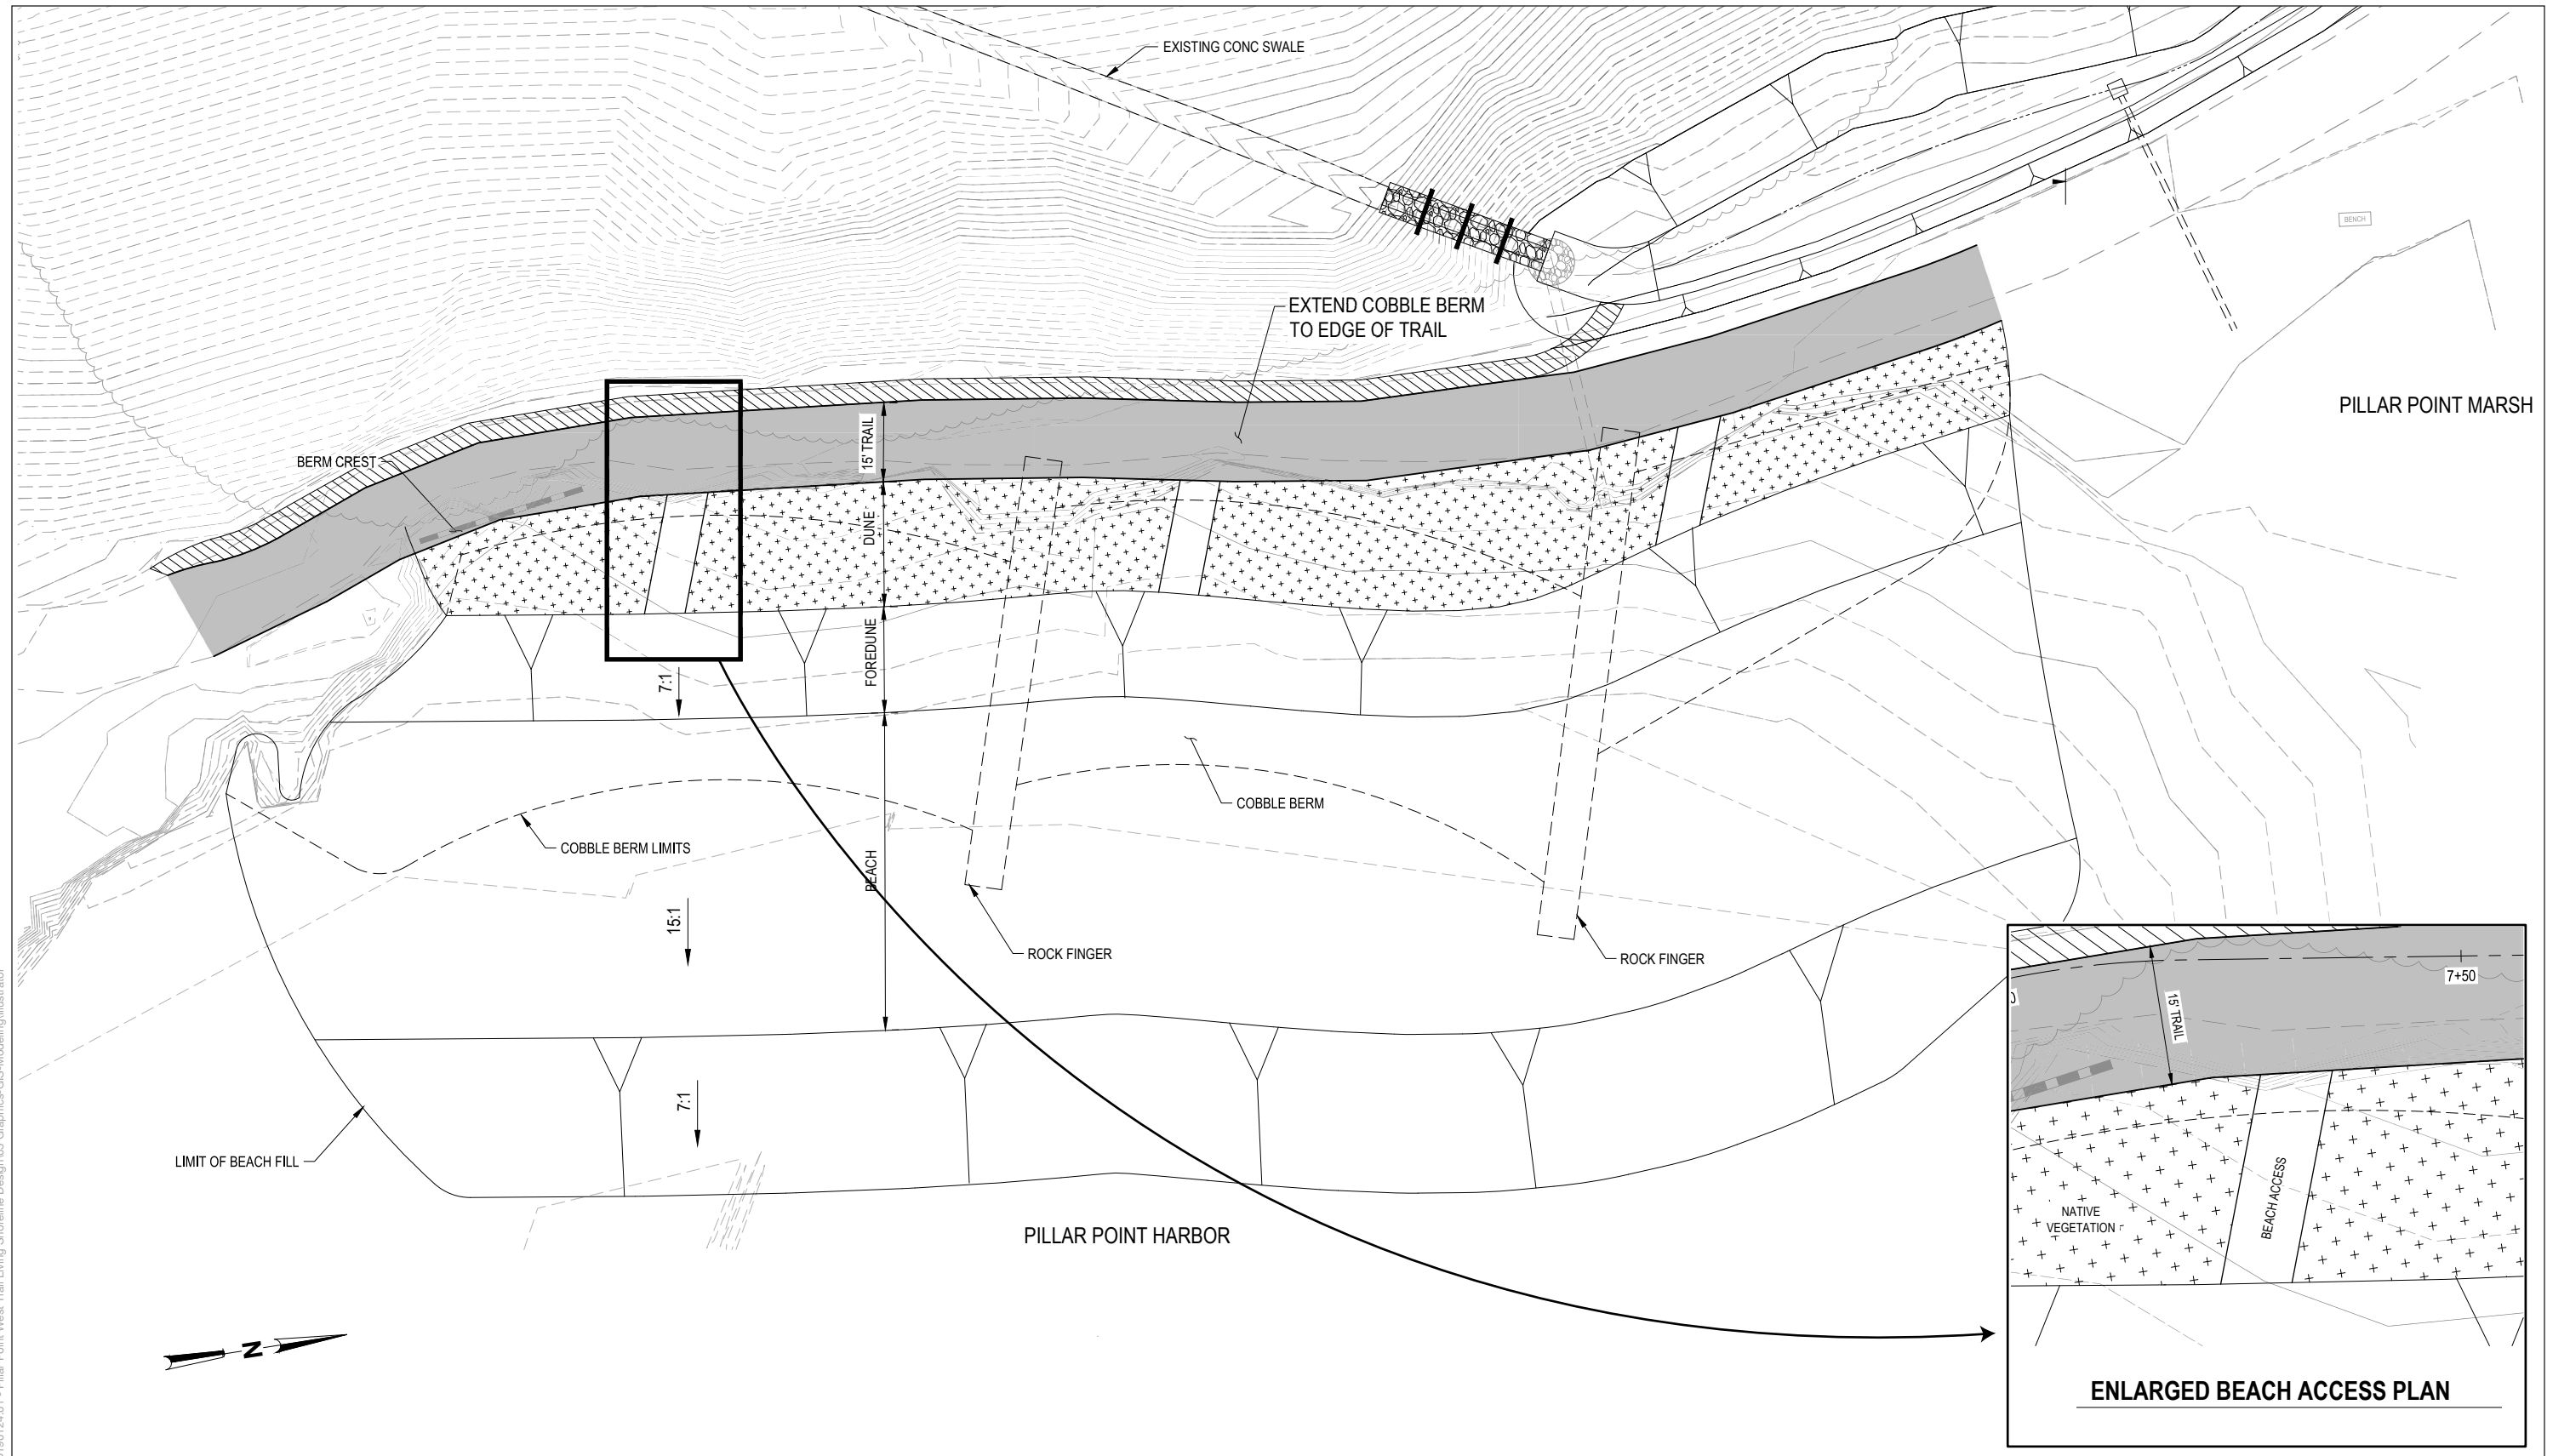 EXISTING CONC SWALE
BENCH
EXTEND COBBLE BERM
TO EDGE OF TRAIL
PILLAR POINT MARSH
BERM CREST
15' TRAIL
DUNE
FOREDUNE
7:1
COBBLE BERM
COBBLE BERM LIMITS
BEACH
15:1
ROCK FINGER
ROCK FINGER
7:1
LIMIT OF BEACH FILL
PILLAR POINT HARBOR
N
7+50
15' TRAIL
NATIVE
VEGETATION
BEACH ACCESS
ENLARGED BEACH ACCESS PLAN